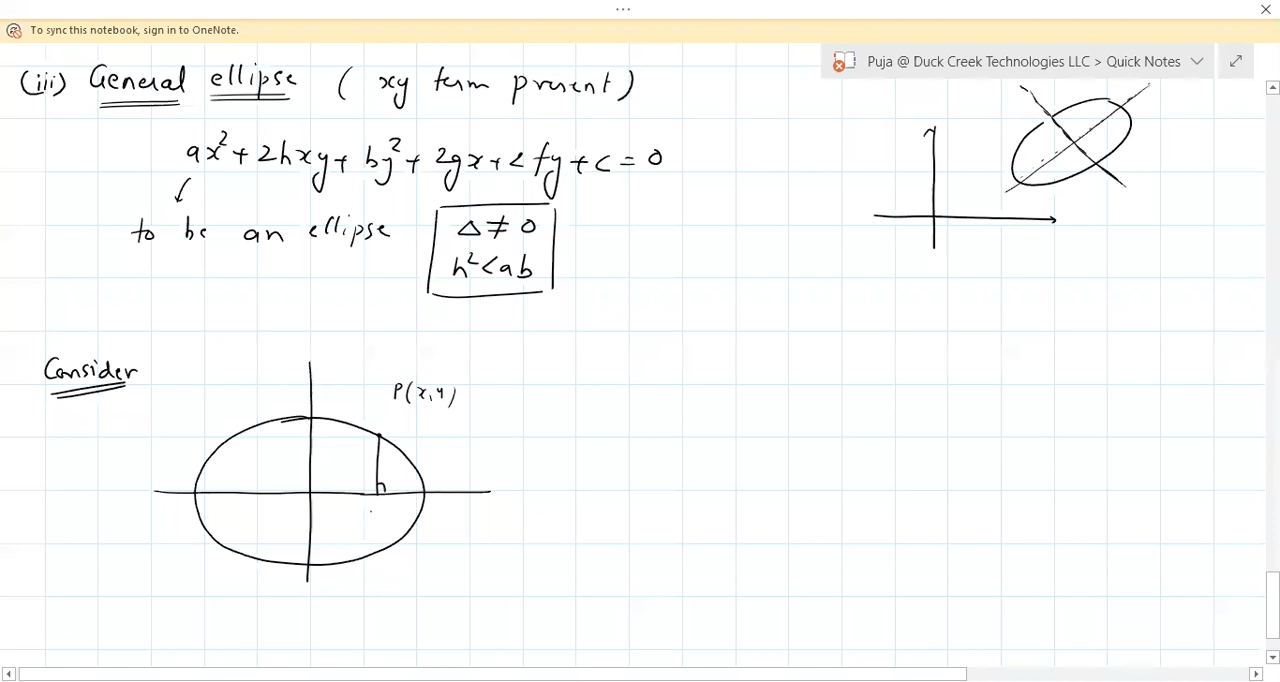 To sync this notebook, sign in to OneNote.
Puja @ Duck Creek Technologies LLC > Quick Notes
(iii) General ellipse ( xy term present )
ax² + 2hxy + by² + 2gx + 2fy + c = 0
to be an ellipse
Δ ≠ 0
h² < ab
Consider
P(x,y)